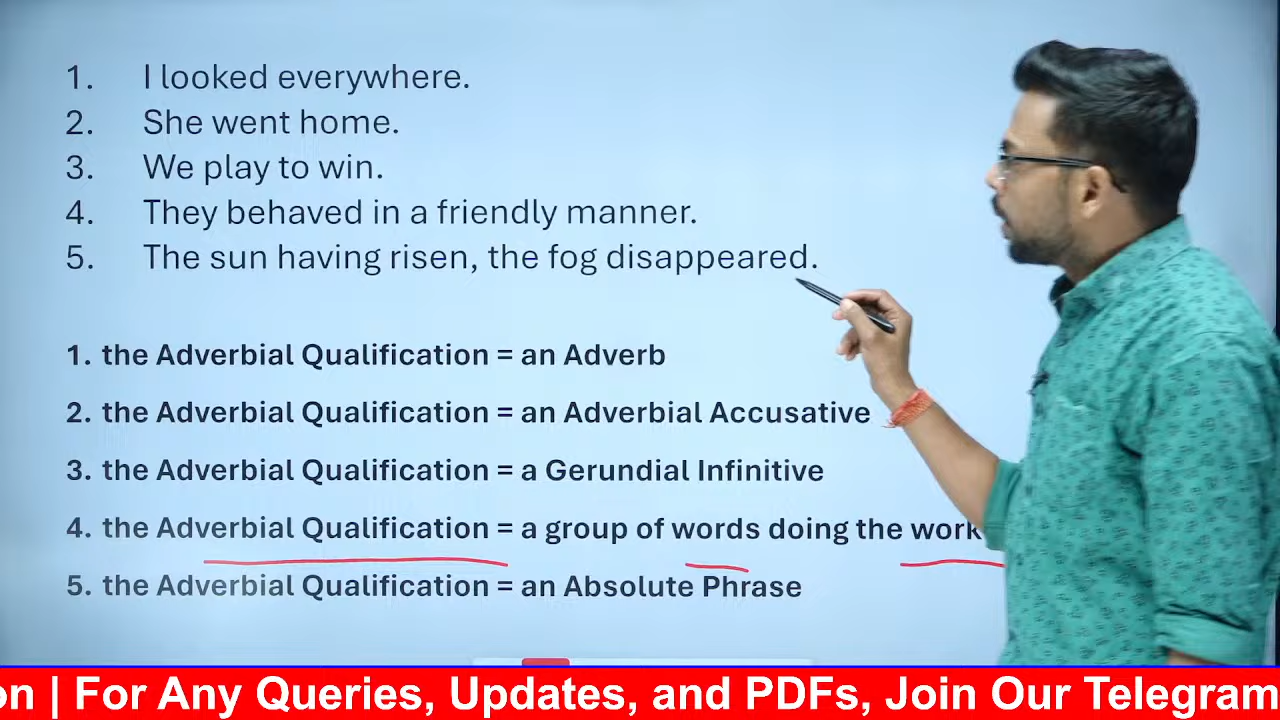 1. I looked everywhere.
2. She went home.
3. We play to win.
4. They behaved in a friendly manner.
5. The sun having risen, the fog disappeared.
1. the Adverbial Qualification = an Adverb
2. the Adverbial Qualification = an Adverbial Accusative
3. the Adverbial Qualification = a Gerundial Infinitive
4. the Adverbial Qualification = a group of words doing the work
5. the Adverbial Qualification = an Absolute Phrase
on | For Any Queries, Updates, and PDFs, Join Our Telegram